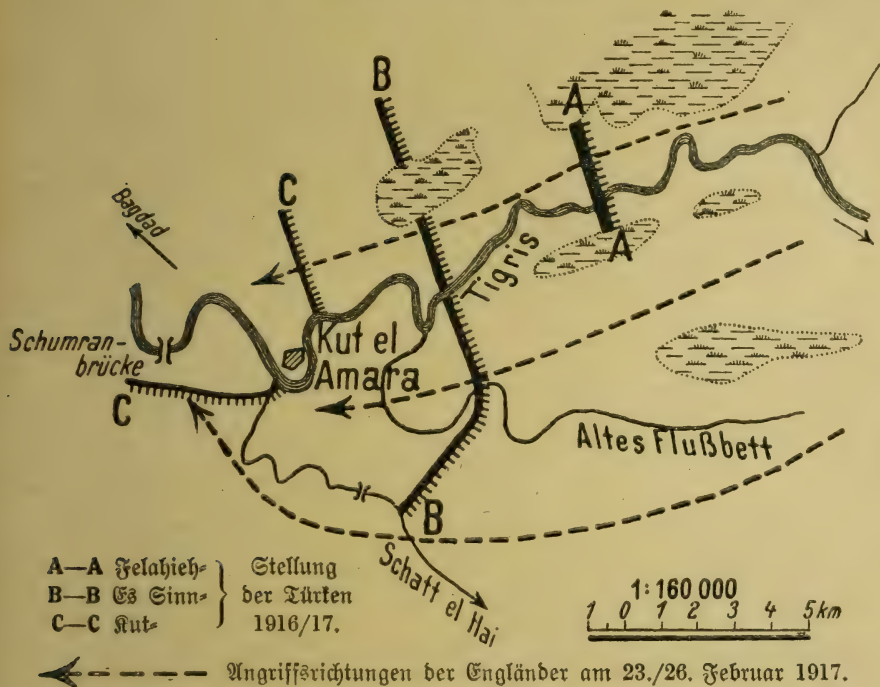 B
A
C
Bagdad
Tigris
A
Schumran-
brücke
Kut el
Amara
C
Altes Flußbett
B
Schatt el Hai
A—A Felahieh-
B—B Es Sinn-
C—C Kut-
Stellung
der Türken
1916/17.
1:160 000
1 0 1 2 3 4 5 km
Angriffsrichtungen der Engländer am 23./26. Februar 1917.